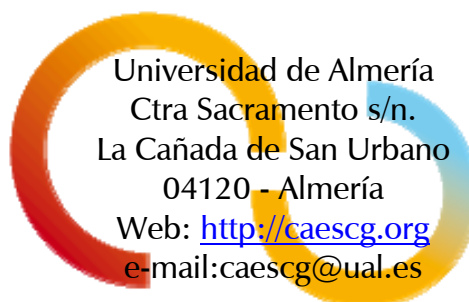 Universidad de Almería
Ctra Sacramento s/n.
La Cañada de San Urbano
04120 - Almería
Web: http://caescg.org
e-mail:caescg@ual.es